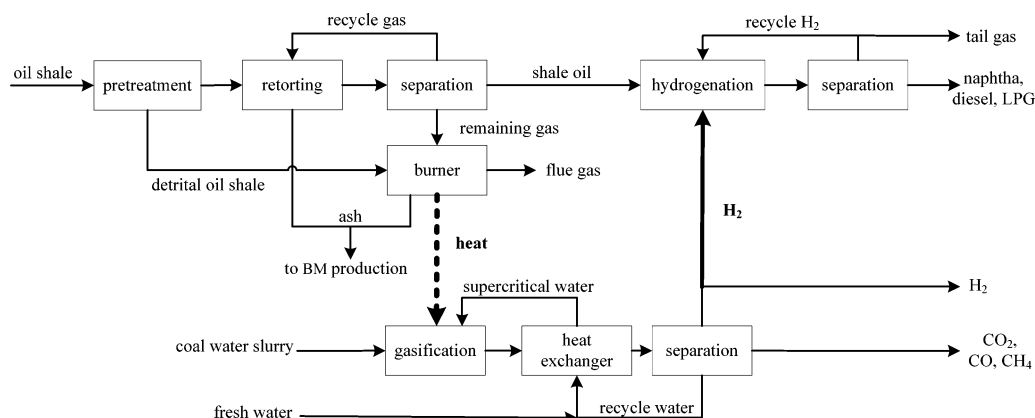 recycle gas
recycle H2
tail gas
oil shale
pretreatment
retorting
separation
shale oil
hydrogenation
separation
naphtha,
diesel, LPG
remaining gas
burner
flue gas
detrital oil shale
ash
heat
H2
to BM production
supercritical water
H2
coal water slurry
gasification
heat
exchanger
separation
CO2,
CO, CH4
fresh water
recycle water